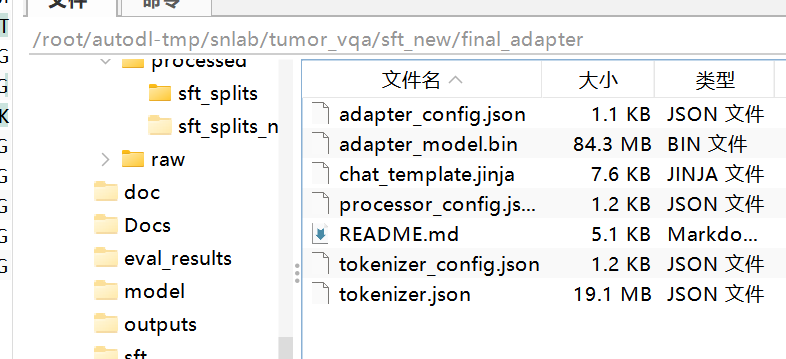 文件 命令
/root/autodl-tmp/snlab/tumor_vqa/sft_new/final_adapter
processed
sft_splits
sft_splits_n
raw
doc
Docs
eval_results
model
outputs
sft
文件名 大小 类型
adapter_config.json 1.1 KB JSON 文件
adapter_model.bin 84.3 MB BIN 文件
chat_template.jinja 7.6 KB JINJA 文件
processor_config.js... 1.2 KB JSON 文件
README.md 5.1 KB Markdo...
tokenizer_config.json 1.2 KB JSON 文件
tokenizer.json 19.1 MB JSON 文件
T
G
G
K
G
G
G
G
G